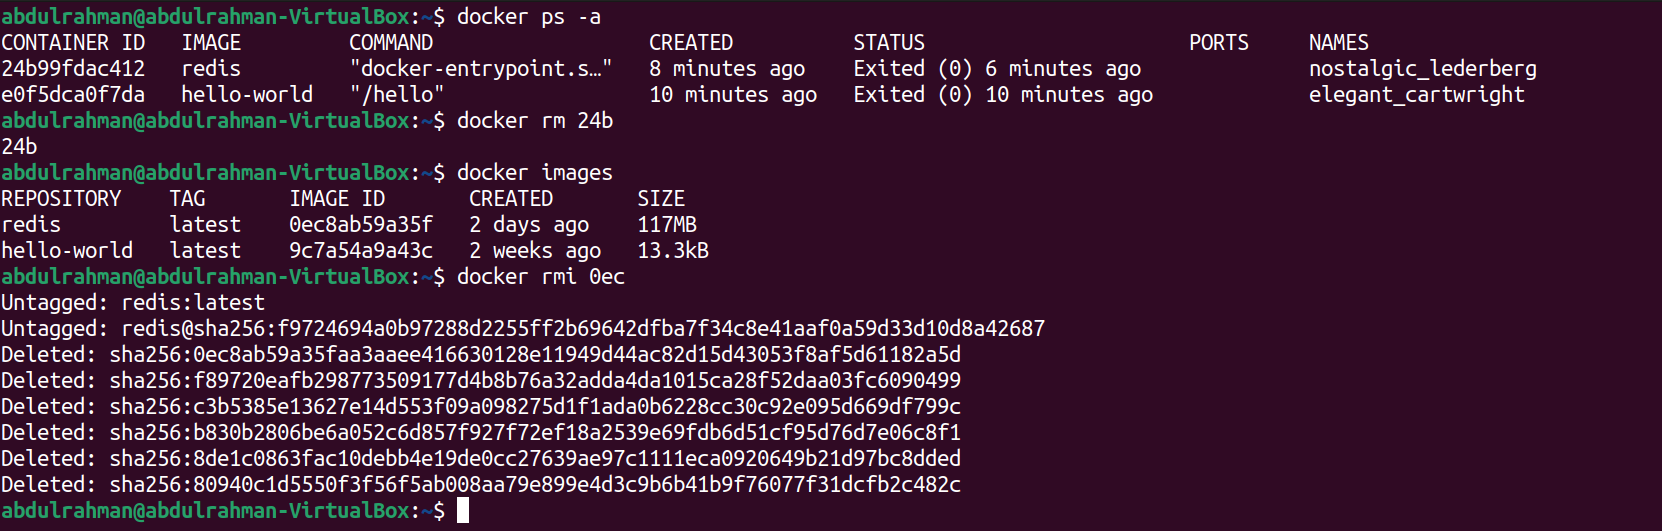 abdulrahman@abdulrahman-VirtualBox:~$ docker ps -a
CONTAINER ID   IMAGE         COMMAND                  CREATED          STATUS                      PORTS     NAMES
24b99fdac412   redis         "docker-entrypoint.s…"   8 minutes ago    Exited (0) 6 minutes ago              nostalgic_lederberg
e0f5dca0f7da   hello-world   "/hello"                 10 minutes ago   Exited (0) 10 minutes ago             elegant_cartwright
abdulrahman@abdulrahman-VirtualBox:~$ docker rm 24b
24b
abdulrahman@abdulrahman-VirtualBox:~$ docker images
REPOSITORY    TAG       IMAGE ID       CREATED       SIZE
redis         latest    0ec8ab59a35f   2 days ago    117MB
hello-world   latest    9c7a54a9a43c   2 weeks ago   13.3kB
abdulrahman@abdulrahman-VirtualBox:~$ docker rmi 0ec
Untagged: redis:latest
Untagged: redis@sha256:f9724694a0b97288d2255ff2b69642dfba7f34c8e41aaf0a59d33d10d8a42687
Deleted: sha256:0ec8ab59a35faa3aaee416630128e11949d44ac82d15d43053f8af5d61182a5d
Deleted: sha256:f89720eafb298773509177d4b8b76a32adda4da1015ca28f52daa03fc6090499
Deleted: sha256:c3b5385e13627e14d553f09a098275d1f1ada0b6228cc30c92e095d669df799c
Deleted: sha256:b830b2806be6a052c6d857f927f72ef18a2539e69fdb6d51cf95d76d7e06c8f1
Deleted: sha256:8de1c0863fac10debb4e19de0cc27639ae97c1111eca0920649b21d97bc8dded
Deleted: sha256:80940c1d5550f3f56f5ab008aa79e899e4d3c9b6b41b9f76077f31dcfb2c482c
abdulrahman@abdulrahman-VirtualBox:~$